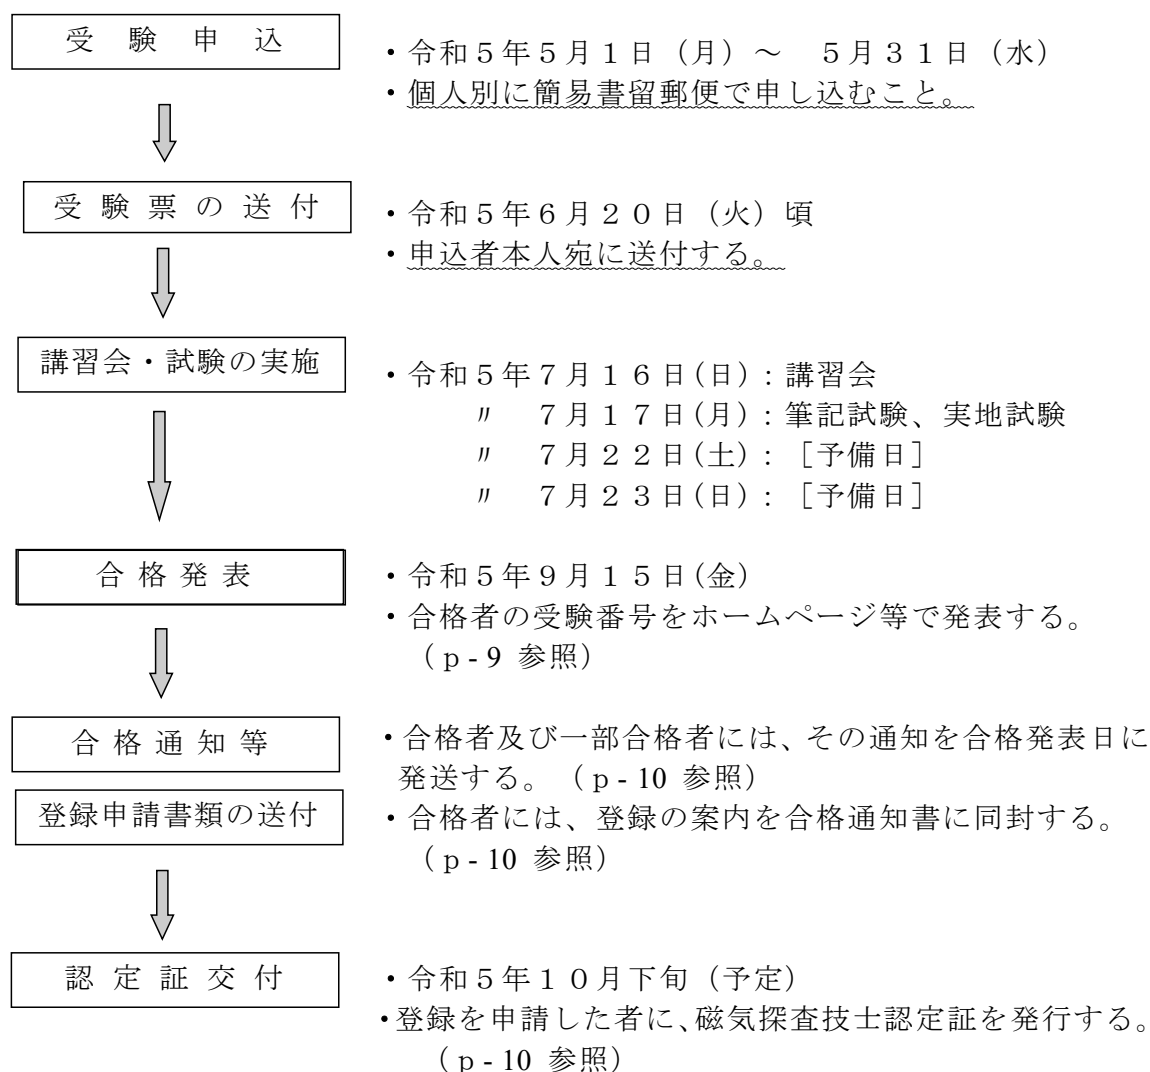 受 験 申 込
・令和５年５月１日（月）～　５月３１日（水）
・個人別に簡易書留郵便で申し込むこと。
受 験 票 の 送 付
・令和５年６月２０日（火）頃
・申込者本人宛に送付する。
講習会・試験の実施
・令和５年７月１６日(日)：講習会
〃　７月１７日(月)：筆記試験、実地試験
〃　７月２２日(土)：［予備日］
〃　７月２３日(日)：［予備日］
合 格 発 表
・令和５年９月１５日(金)
・合格者の受験番号をホームページ等で発表する。
（ｐ-９ 参照）
合 格 通 知 等
・合格者及び一部合格者には、その通知を合格発表日に
発送する。（ｐ-10 参照）
登録申請書類の送付
・合格者には、登録の案内を合格通知書に同封する。
（ｐ-10 参照）
認 定 証 交 付
・令和５年１０月下旬（予定）
・登録を申請した者に、磁気探査技士認定証を発行する。
（ｐ-10 参照）